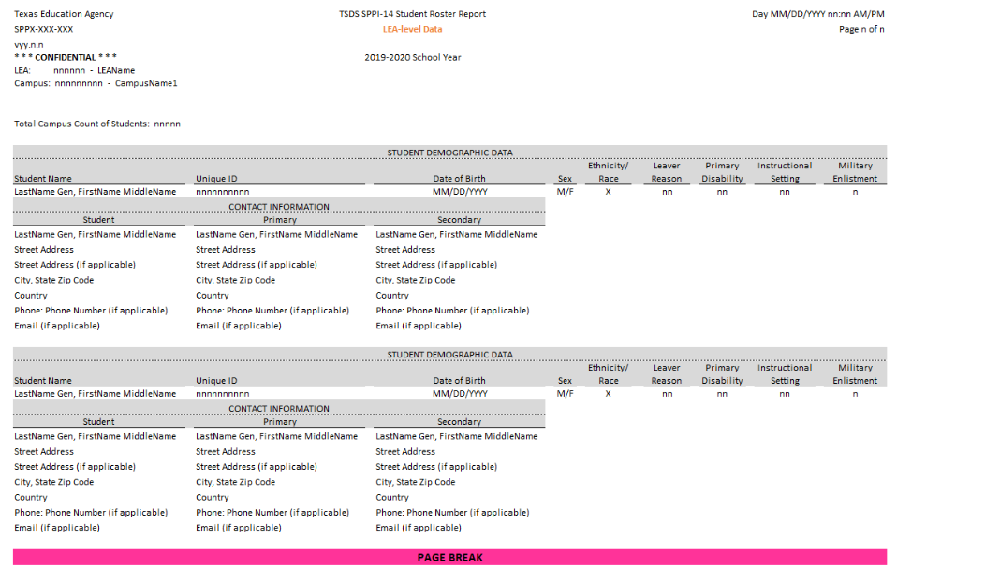 Texas Education Agency TSDS SPPI-14 Student Roster Report Day MM/DD/YYYY nn:nn AM/PM
SPPX-XXX-XXX LEA-level Data Page n of n
vyy.n.n
* * * CONFIDENTIAL * * * 2019-2020 School Year
LEA: nnnnnn - LEAName
Campus: nnnnnnnnn - CampusName1
Total Campus Count of Students: nnnnn
STUDENT DEMOGRAPHIC DATA
Ethnicity/ Leaver Primary Instructional Military
Student Name Unique ID Date of Birth Sex Race Reason Disability Setting Enlistment
LastName Gen, FirstName MiddleName nnnnnnnnnn MM/DD/YYYY M/F X nn nn nn n
CONTACT INFORMATION
Student Primary Secondary
LastName Gen, FirstName MiddleName LastName Gen, FirstName MiddleName LastName Gen, FirstName MiddleName
Street Address Street Address Street Address
Street Address (if applicable) Street Address (if applicable) Street Address (if applicable)
City, State Zip Code City, State Zip Code City, State Zip Code
Country Country Country
Phone: Phone Number (if applicable) Phone: Phone Number (if applicable) Phone: Phone Number (if applicable)
Email (if applicable) Email (if applicable) Email (if applicable)
STUDENT DEMOGRAPHIC DATA
Ethnicity/ Leaver Primary Instructional Military
Student Name Unique ID Date of Birth Sex Race Reason Disability Setting Enlistment
LastName Gen, FirstName MiddleName nnnnnnnnnn MM/DD/YYYY M/F X nn nn nn n
CONTACT INFORMATION
Student Primary Secondary
LastName Gen, FirstName MiddleName LastName Gen, FirstName MiddleName LastName Gen, FirstName MiddleName
Street Address Street Address Street Address
Street Address (if applicable) Street Address (if applicable) Street Address (if applicable)
City, State Zip Code City, State Zip Code City, State Zip Code
Country Country Country
Phone: Phone Number (if applicable) Phone: Phone Number (if applicable) Phone: Phone Number (if applicable)
Email (if applicable) Email (if applicable) Email (if applicable)
PAGE BREAK